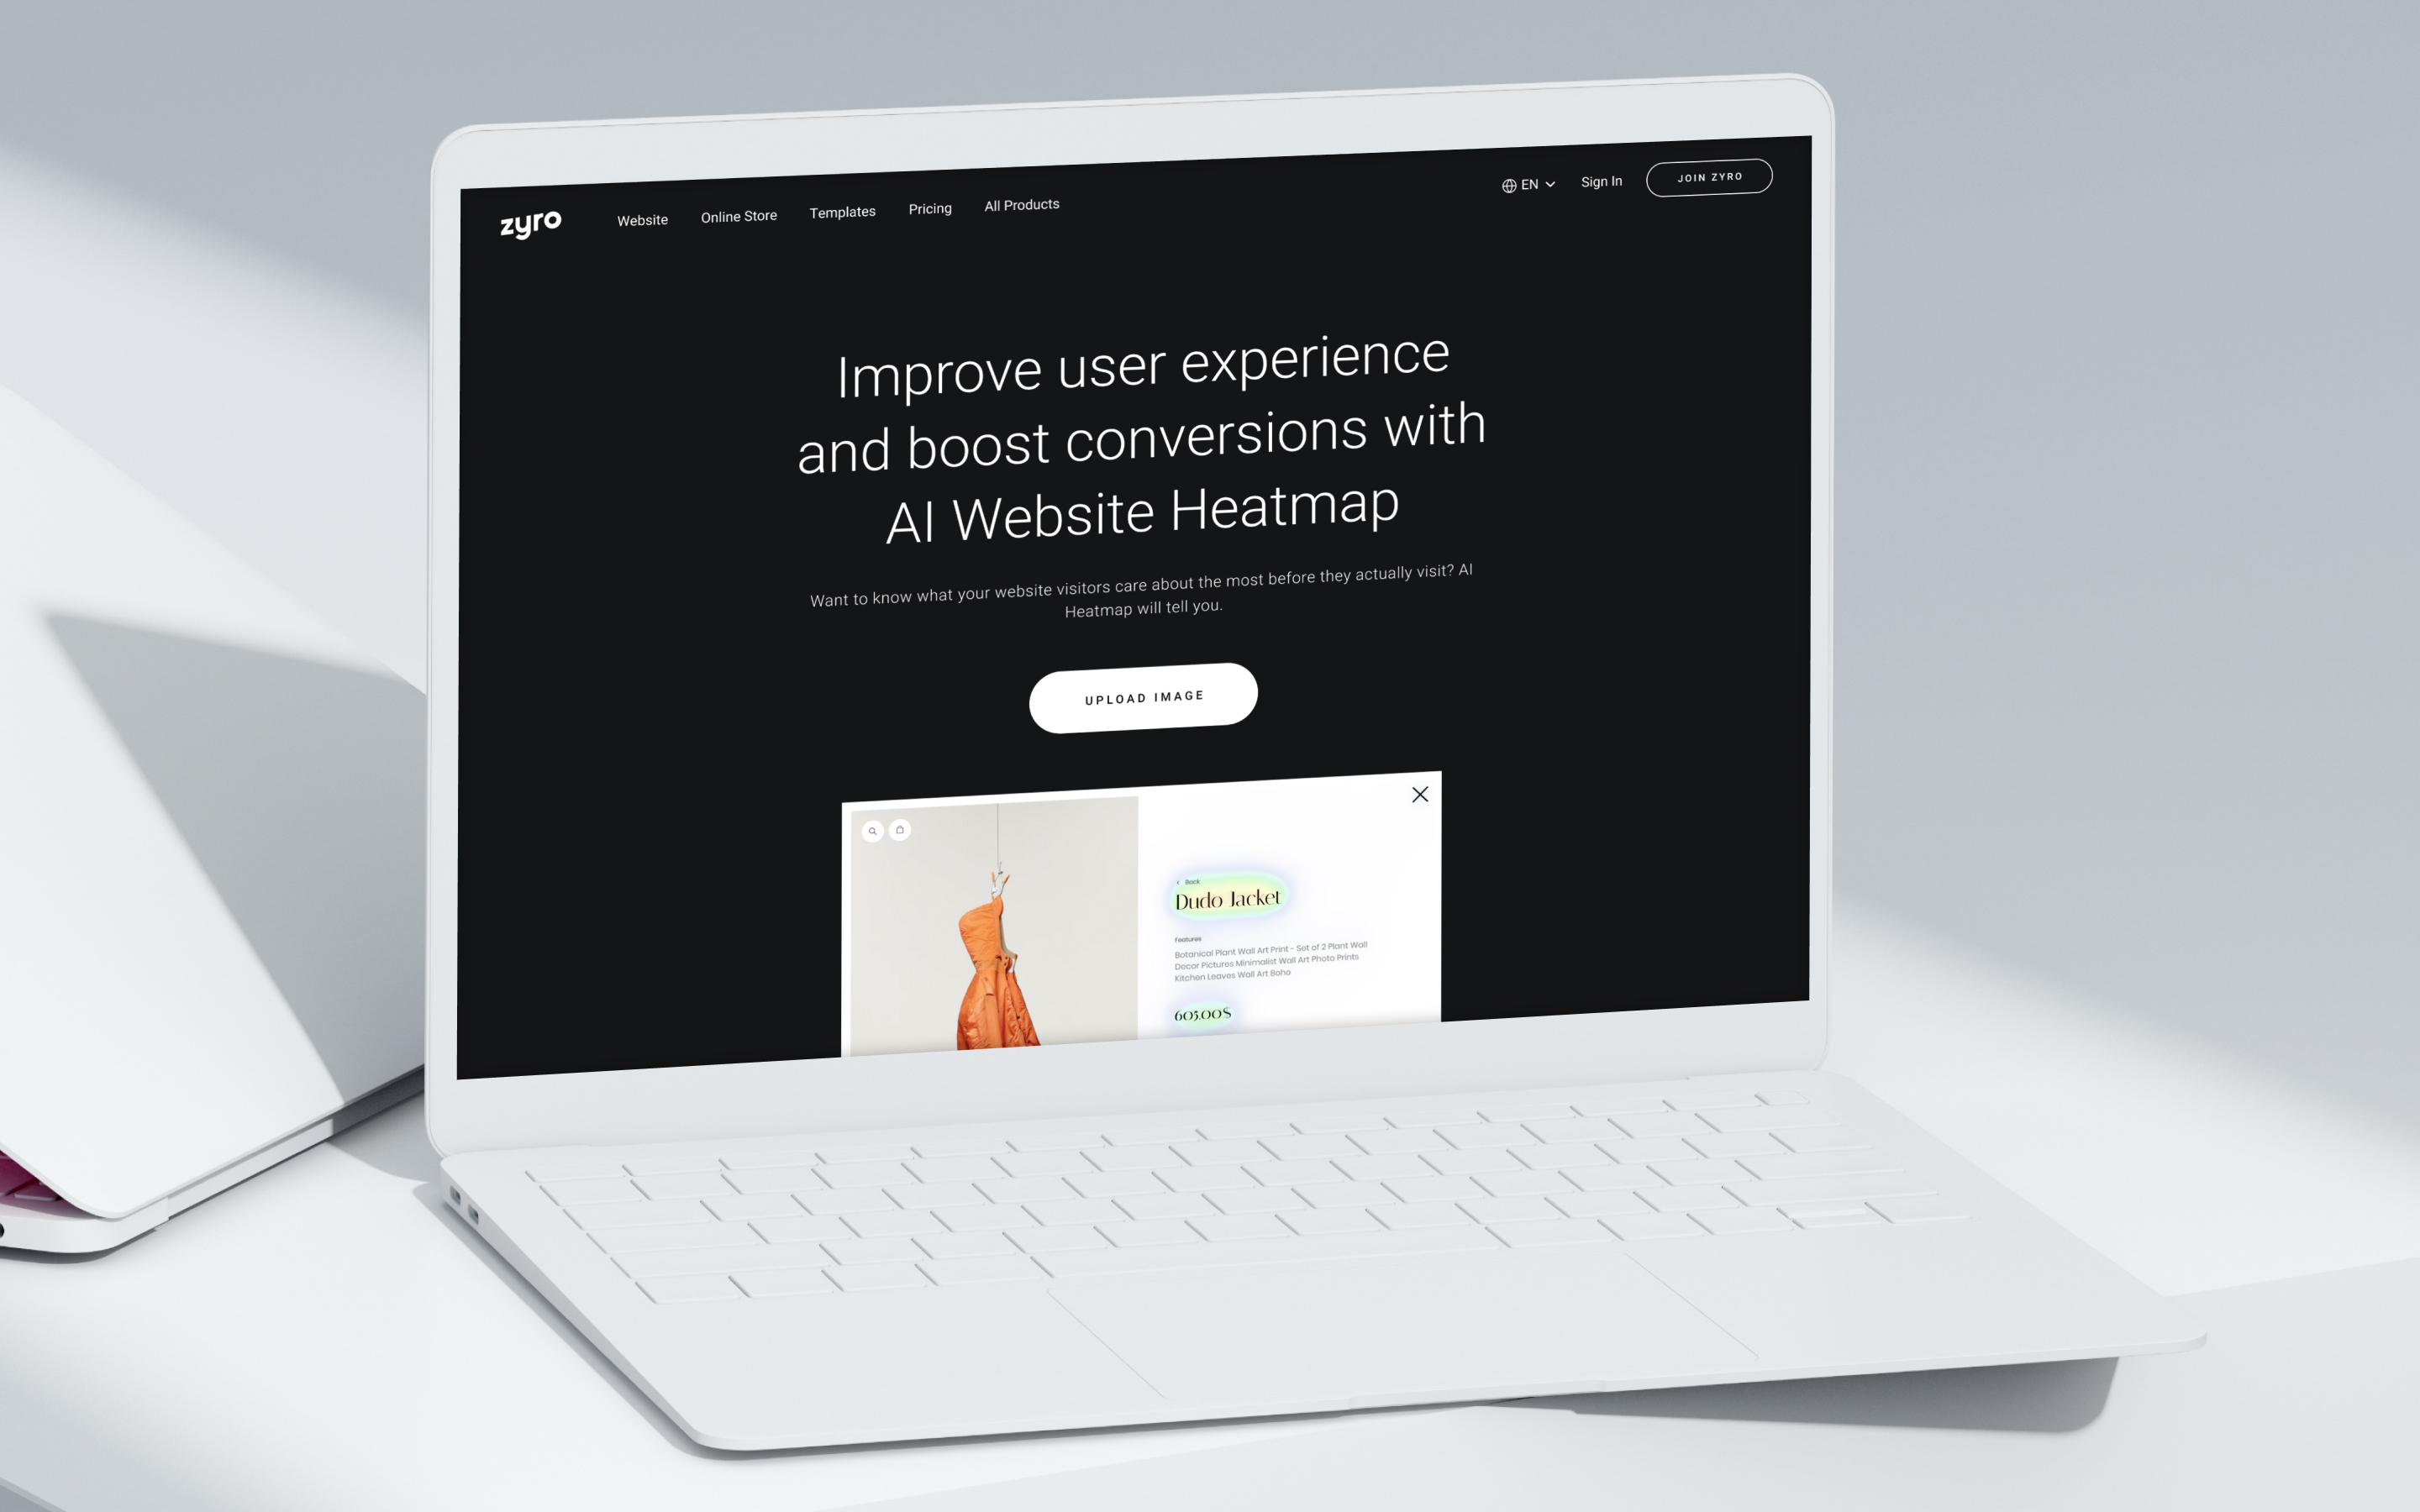 zyro
Website
Online Store
Templates
Pricing
All Products
EN
Sign In
JOIN ZYRO
Improve user experience
and boost conversions with
AI Website Heatmap
Want to know what your website visitors care about the most before they actually visit? AI
Heatmap will tell you.
UPLOAD IMAGE
Back
Dudo Jacket
Features
Botanical Plant Wall Art Print - Set of 2 Plant Wall
Decor Pictures Minimalist Wall Art Photo Prints
Kitchen Leaves Wall Art Boho
605.00$